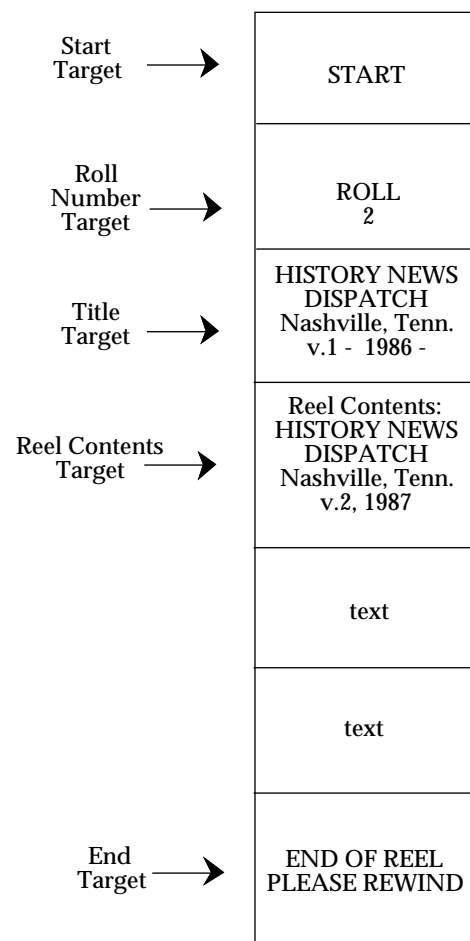 Start
Target
START
Roll
Number
Target
ROLL
2
Title
Target
HISTORY NEWS
DISPATCH
Nashville, Tenn.
v.1 - 1986 -
Reel Contents
Target
Reel Contents:
HISTORY NEWS
DISPATCH
Nashville, Tenn.
v.2, 1987
text
text
End
Target
END OF REEL
PLEASE REWIND